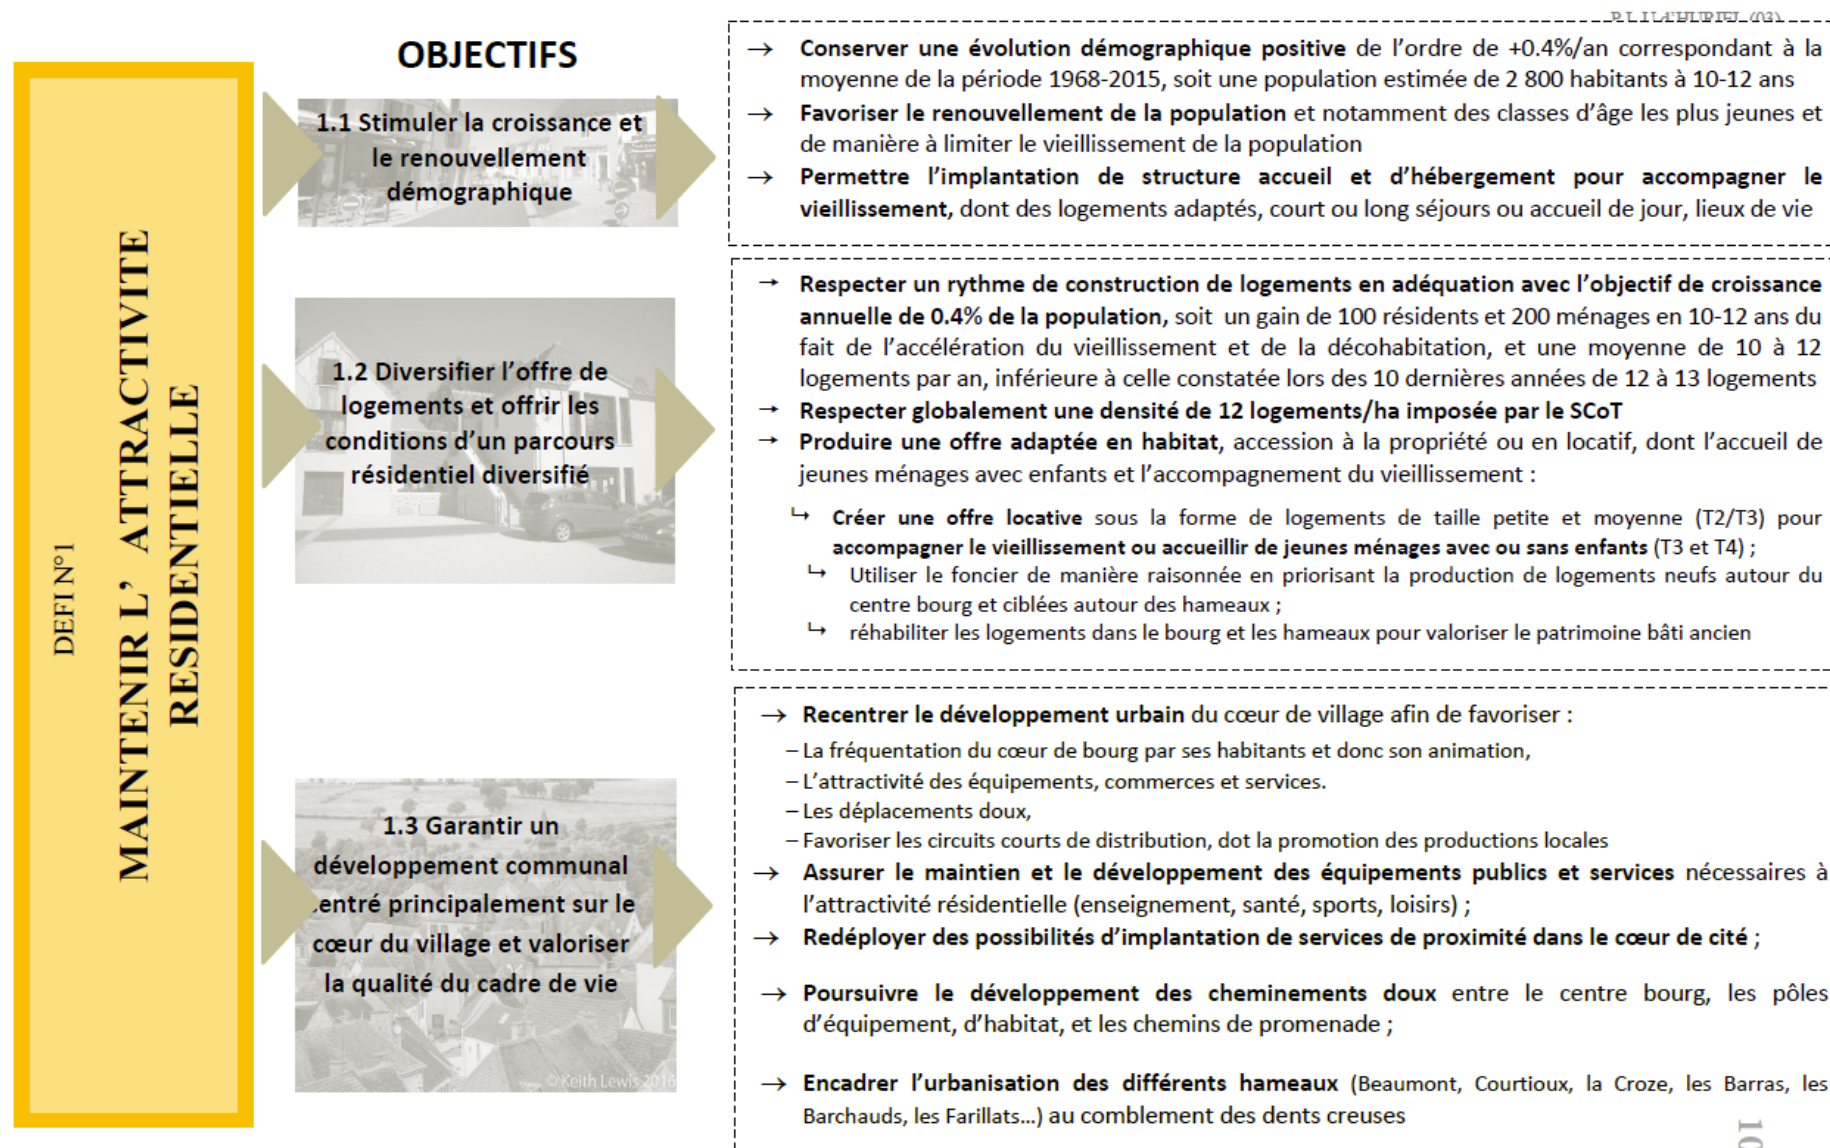 P.L.U d'HURIEL (03)
OBJECTIFS
DEFI N°1
MAINTENIR L' ATTRACTIVITE
RESIDENTIELLE
1.1 Stimuler la croissance et
le renouvellement
démographique
→ Conserver une évolution démographique positive de l'ordre de +0.4%/an correspondant à la
moyenne de la période 1968-2015, soit une population estimée de 2 800 habitants à 10-12 ans
→ Favoriser le renouvellement de la population et notamment des classes d'âge les plus jeunes et
de manière à limiter le vieillissement de la population
→ Permettre l'implantation de structure accueil et d'hébergement pour accompagner le
vieillissement, dont des logements adaptés, court ou long séjours ou accueil de jour, lieux de vie
1.2 Diversifier l'offre de
logements et offrir les
conditions d'un parcours
résidentiel diversifié
→ Respecter un rythme de construction de logements en adéquation avec l'objectif de croissance
annuelle de 0.4% de la population, soit un gain de 100 résidents et 200 ménages en 10-12 ans du
fait de l'accélération du vieillissement et de la décohabitation, et une moyenne de 10 à 12
logements par an, inférieure à celle constatée lors des 10 dernières années de 12 à 13 logements
→ Respecter globalement une densité de 12 logements/ha imposée par le SCoT
→ Produire une offre adaptée en habitat, accession à la propriété ou en locatif, dont l'accueil de
jeunes ménages avec enfants et l'accompagnement du vieillissement :
↳ Créer une offre locative sous la forme de logements de taille petite et moyenne (T2/T3) pour
accompagner le vieillissement ou accueillir de jeunes ménages avec ou sans enfants (T3 et T4) ;
↳ Utiliser le foncier de manière raisonnée en priorisant la production de logements neufs autour du
centre bourg et ciblées autour des hameaux ;
↳ réhabiliter les logements dans le bourg et les hameaux pour valoriser le patrimoine bâti ancien
1.3 Garantir un
développement communal
centré principalement sur le
cœur du village et valoriser
la qualité du cadre de vie
© Keith Lewis 2016
→ Recentrer le développement urbain du cœur de village afin de favoriser :
– La fréquentation du cœur de bourg par ses habitants et donc son animation,
– L'attractivité des équipements, commerces et services.
– Les déplacements doux,
– Favoriser les circuits courts de distribution, dot la promotion des productions locales
→ Assurer le maintien et le développement des équipements publics et services nécessaires à
l'attractivité résidentielle (enseignement, santé, sports, loisirs) ;
→ Redéployer des possibilités d'implantation de services de proximité dans le cœur de cité ;
→ Poursuivre le développement des cheminements doux entre le centre bourg, les pôles
d'équipement, d'habitat, et les chemins de promenade ;
→ Encadrer l'urbanisation des différents hameaux (Beaumont, Courtioux, la Croze, les Barras, les
Barchauds, les Farillats…) au comblement des dents creuses